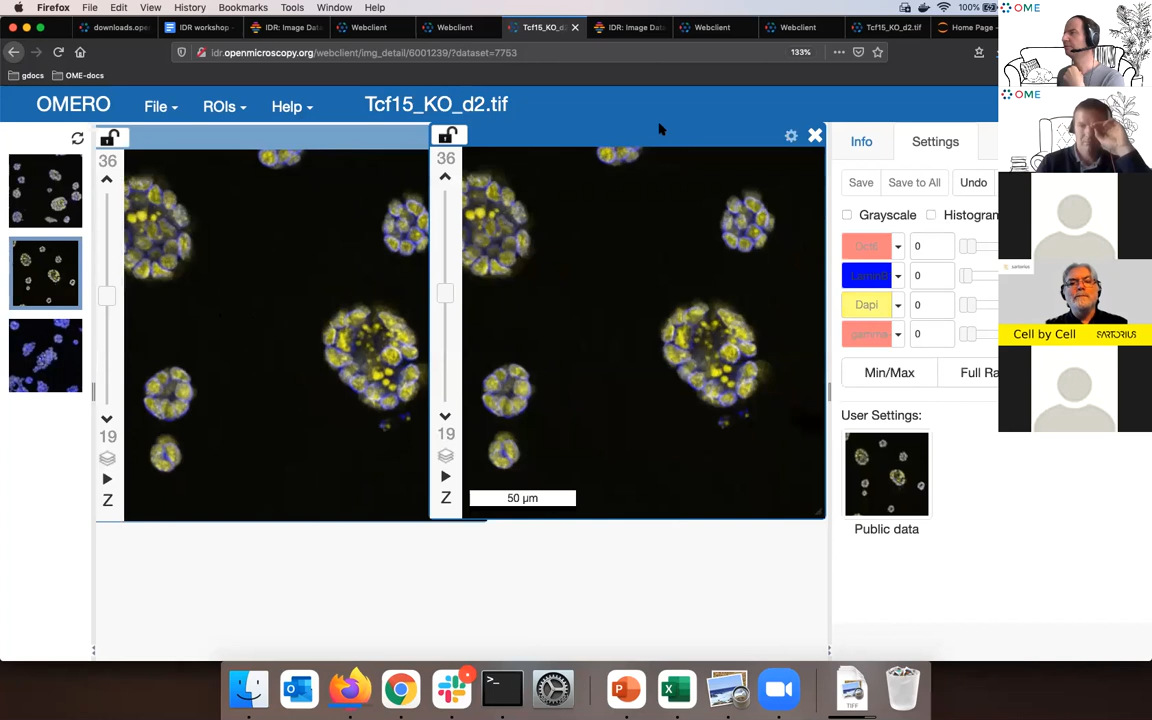 Firefox File Edit View History Bookmarks Tools Window Help 100%
OME
downloads.ope
IDR workshop
IDR: Image Dat
Webclient
Webclient
Tcf15_KO_d2
IDR: Image Dat
Webclient
Webclient
Tcf15_KO_d2.tif
Home Page -
idr.openmicroscopy.org/webclient/img_detail/6001239/?dataset=7753
133%
gdocs OME-docs
OME
OMERO File ROIs Help Tcf15_KO_d2.tif
36
36
Info Settings
Save Save to All Undo
Grayscale Histogram
0
LaminB 0
Dapi 0
0
Cell by Cell SARTORIUS
Min/Max Full Ra
User Settings:
19
19
Z
Z
50 µm
Public data
TIFF